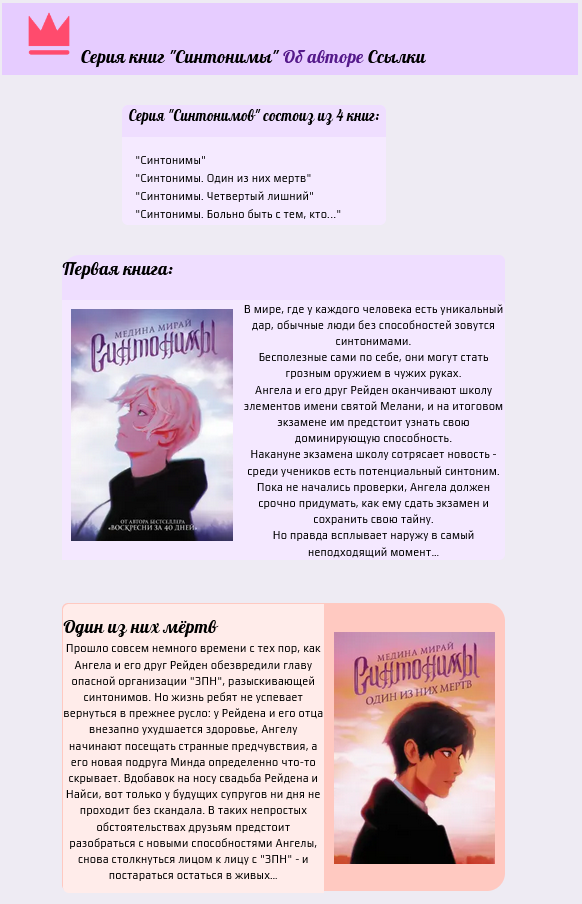 Серия книг "Синтонимы" Об авторе Ссылки
Серия "Синтонимов" состоиз из 4 книг:
"Синтонимы"
"Синтонимы. Один из них мертв"
"Синтонимы. Четвертый лишний"
"Синтонимы. Больно быть с тем, кто..."
Первая книга:
МЕДИНА МИРАЙ
СИНТОНИМЫ
ОТ АВТОРА БЕСТСЕЛЛЕРА
«ВОСКРЕСНИ ЗА 40 ДНЕЙ»
В мире, где у каждого человека есть уникальный
дар, обычные люди без способностей зовутся
синтонимами.
Бесполезные сами по себе, они могут стать
грозным оружием в чужих руках.
Ангела и его друг Рейден оканчивают школу
элементов имени святой Мелани, и на итоговом
экзамене им предстоит узнать свою
доминирующую способность.
Накануне экзамена школу сотрясает новость -
среди учеников есть потенциальный синтоним.
Пока не начались проверки, Ангела должен
срочно придумать, как ему сдать экзамен и
сохранить свою тайну.
Но правда всплывает наружу в самый
неподходящий момент...
Один из них мёртв
Прошло совсем немного времени с тех пор, как
Ангела и его друг Рейден обезвредили главу
опасной организации "ЗПН", разыскивающей
синтонимов. Но жизнь ребят не успевает
вернуться в прежнее русло: у Рейдена и его отца
внезапно ухудшается здоровье, Ангелу
начинают посещать странные предчувствия, а
его новая подруга Минда определенно что-то
скрывает. Вдобавок на носу свадьба Рейдена и
Найси, вот только у будущих супругов ни дня не
проходит без скандала. В таких непростых
обстоятельствах друзьям предстоит
разобраться с новыми способностями Ангелы,
снова столкнуться лицом к лицу с "ЗПН" - и
постараться остаться в живых...
МЕДИНА МИРАЙ
СИНТОНИМЫ
ОДИН ИЗ НИХ МЕРТВ